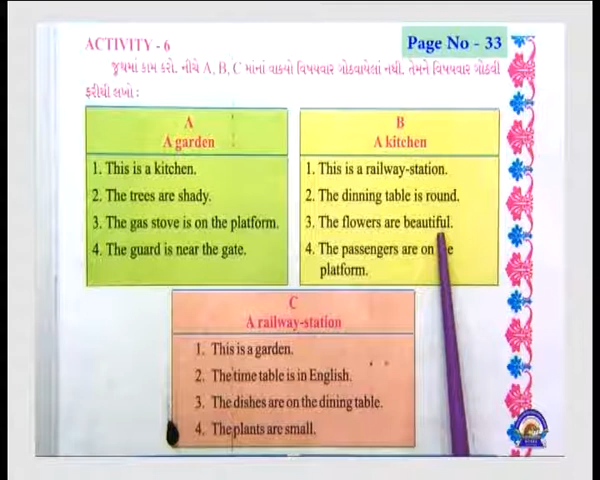 ACTIVITY - 6
Page No - 33
જૂથમાં કામ કરો. નીચે A, B, C માંનાં વાક્યો વિષયવાર ગોઠવાયેલાં નથી. તેમને વિષયવાર ગોઠવી
ફરીથી લખો :
A
A garden
1. This is a kitchen.
2. The trees are shady.
3. The gas stove is on the platform.
4. The guard is near the gate.
B
A kitchen
1. This is a railway-station.
2. The dinning table is round.
3. The flowers are beautiful.
4. The passengers are on the
platform.
C
A railway-station
1. This is a garden.
2. The time table is in English.
3. The dishes are on the dining table.
4. The plants are small.